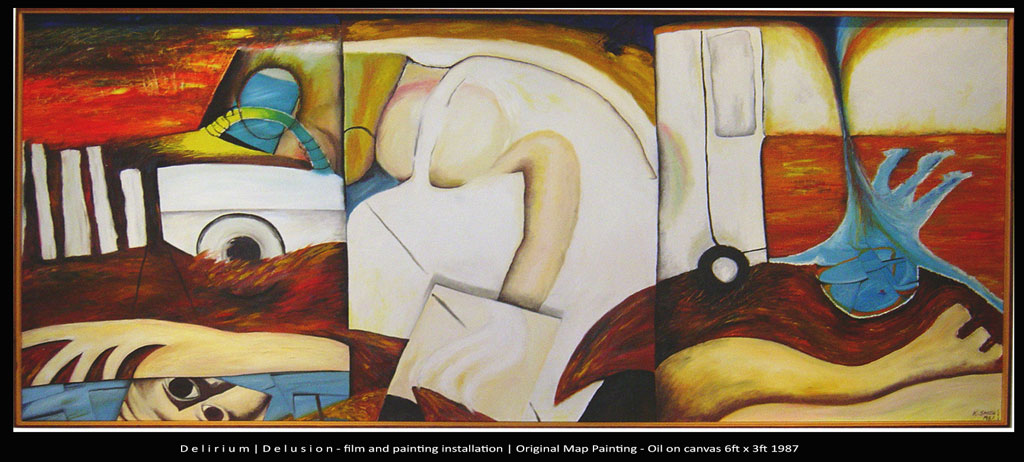 D e l i r i u m | D e l u s i o n - film and painting installation | Original Map Painting - Oil on canvas 6ft x 3ft 1987